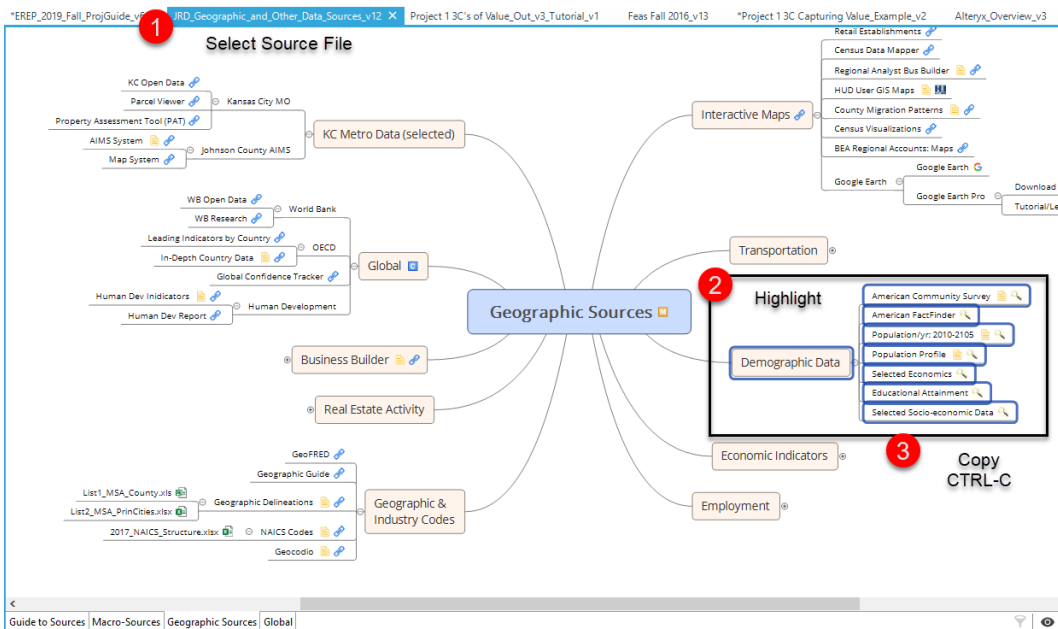 *EREP_2019_Fall_ProjGuide_v6
JRD_Geographic_and_Other_Data_Sources_v12
Project 1 3C's of Value_Out_v3_Tutorial_v1
Feas Fall 2016_v13
*Project 1 3C Capturing Value_Example_v2
Alteryx_Overview_v3
1
Select Source File
KC Open Data
Parcel Viewer
Property Assessment Tool (PAT)
Kansas City MO
AIMS System
Map System
Johnson County AIMS
KC Metro Data (selected)
WB Open Data
WB Research
World Bank
Leading Indicators by Country
In-Depth Country Data
OECD
Global Confidence Tracker
Human Dev Inidicators
Human Dev Report
Human Development
Global
Business Builder
Real Estate Activity
GeoFRED
Geographic Guide
List1_MSA_County.xls
List2_MSA_PrinCities.xlsx
Geographic Delineations
2017_NAICS_Structure.xlsx
NAICS Codes
Geocodio
Geographic &
Industry Codes
Geographic Sources
Interactive Maps
Retail Establishments
Census Data Mapper
Regional Analyst Bus Builder
HUD User GIS Maps
County Migration Patterns
Census Visualizations
BEA Regional Accounts: Maps
Google Earth
Google Earth
Google Earth Pro
Download
Tutorial/Le
Transportation
2
Highlight
Demographic Data
American Community Survey
American FactFinder
Population/yr: 2010-2105
Population Profile
Selected Economics
Educational Attainment
Selected Socio-economic Data
3
Copy
CTRL-C
Economic Indicators
Employment
Guide to Sources
Macro-Sources
Geographic Sources
Global